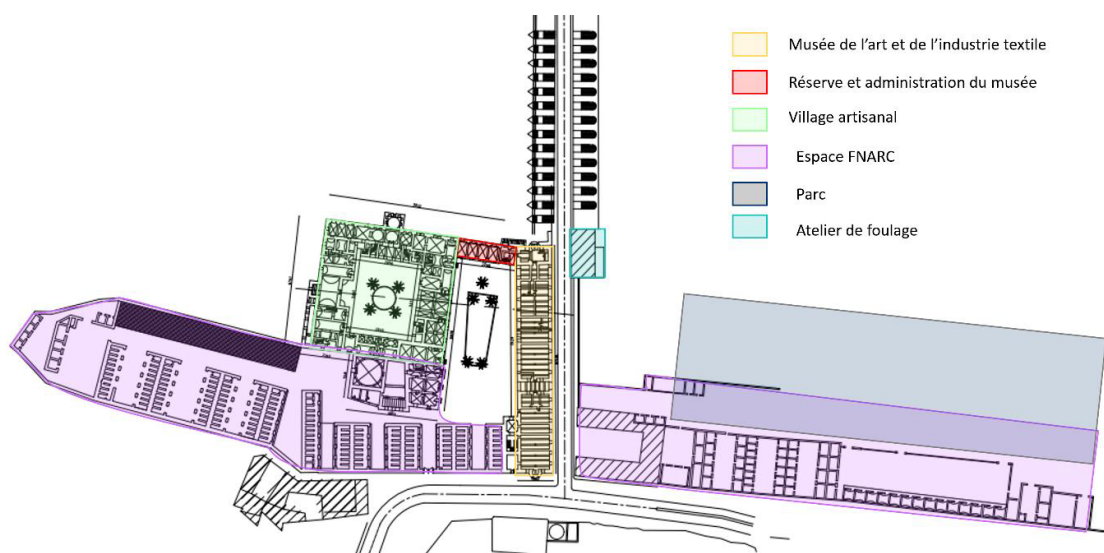 Musée de l'art et de l'industrie textile
Réserve et administration du musée
Village artisanal
Espace FNARC
Parc
Atelier de foulage